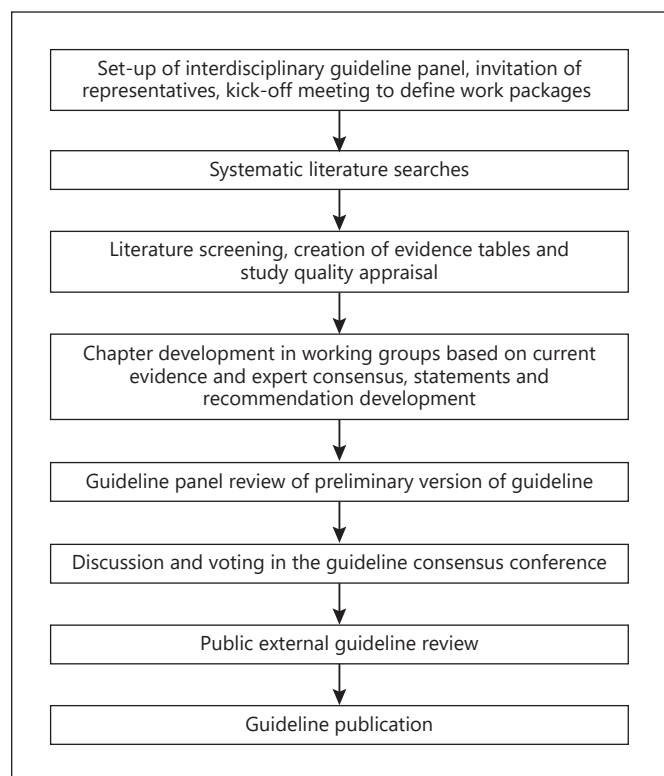 Set-up of interdisciplinary guideline panel, invitation of
representatives, kick-off meeting to define work packages
Systematic literature searches
Literature screening, creation of evidence tables and
study quality appraisal
Chapter development in working groups based on current
evidence and expert consensus, statements and
recommendation development
Guideline panel review of preliminary version of guideline
Discussion and voting in the guideline consensus conference
Public external guideline review
Guideline publication